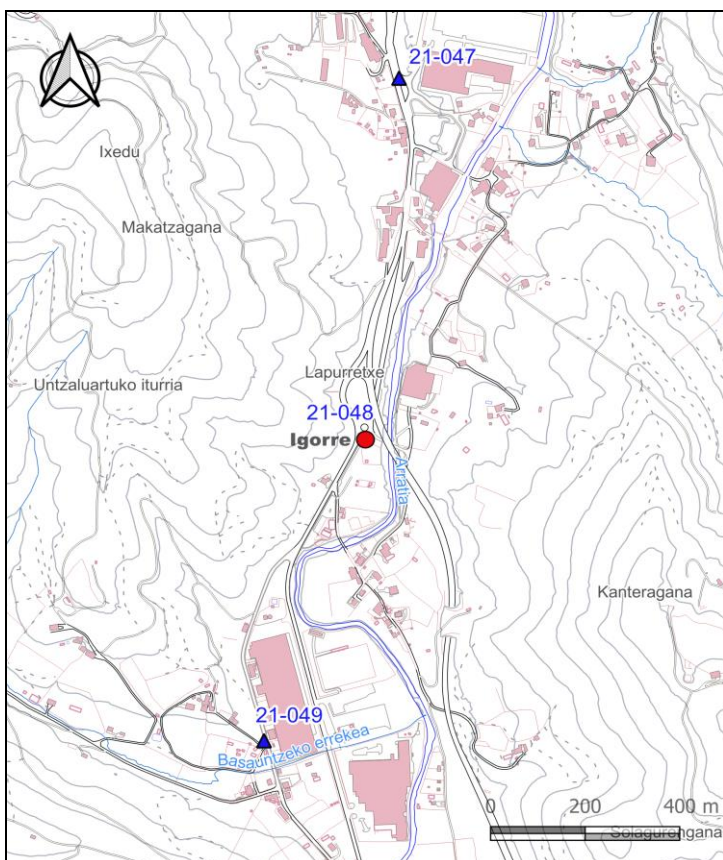 21-047
Ixedu
Makatzagana
Lapurretxe
Untzaluartuko iturria
21-048
Igorre
Arratia
Kanteragana
21-049
Basauntzeko errekea
0 200 400 m
Solagurengana